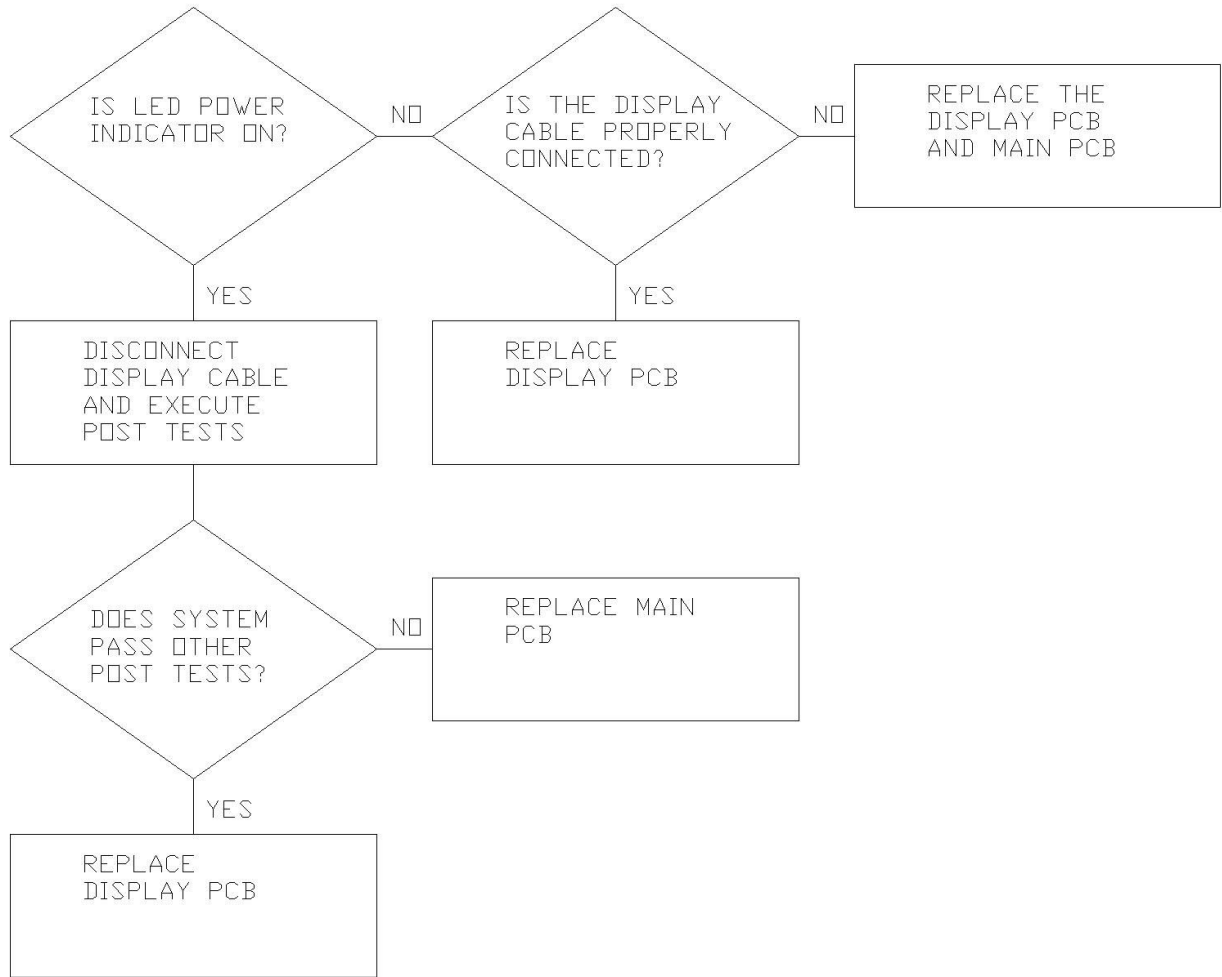 IS LED POWER
INDICATOR ON?
NO
IS THE DISPLAY
CABLE PROPERLY
CONNECTED?
NO
REPLACE THE
DISPLAY PCB
AND MAIN PCB
YES
YES
DISCONNECT
DISPLAY CABLE
AND EXECUTE
POST TESTS
REPLACE
DISPLAY PCB
DOES SYSTEM
PASS OTHER
POST TESTS?
NO
REPLACE MAIN
PCB
YES
REPLACE
DISPLAY PCB